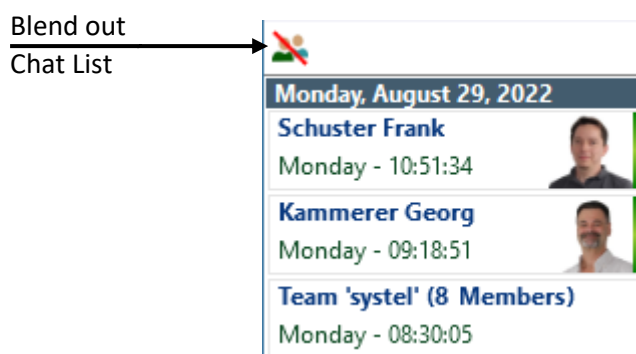 Blend out
Chat List
Monday, August 29, 2022
Schuster Frank
Monday - 10:51:34
Kammerer Georg
Monday - 09:18:51
Team 'systel' (8 Members)
Monday - 08:30:05